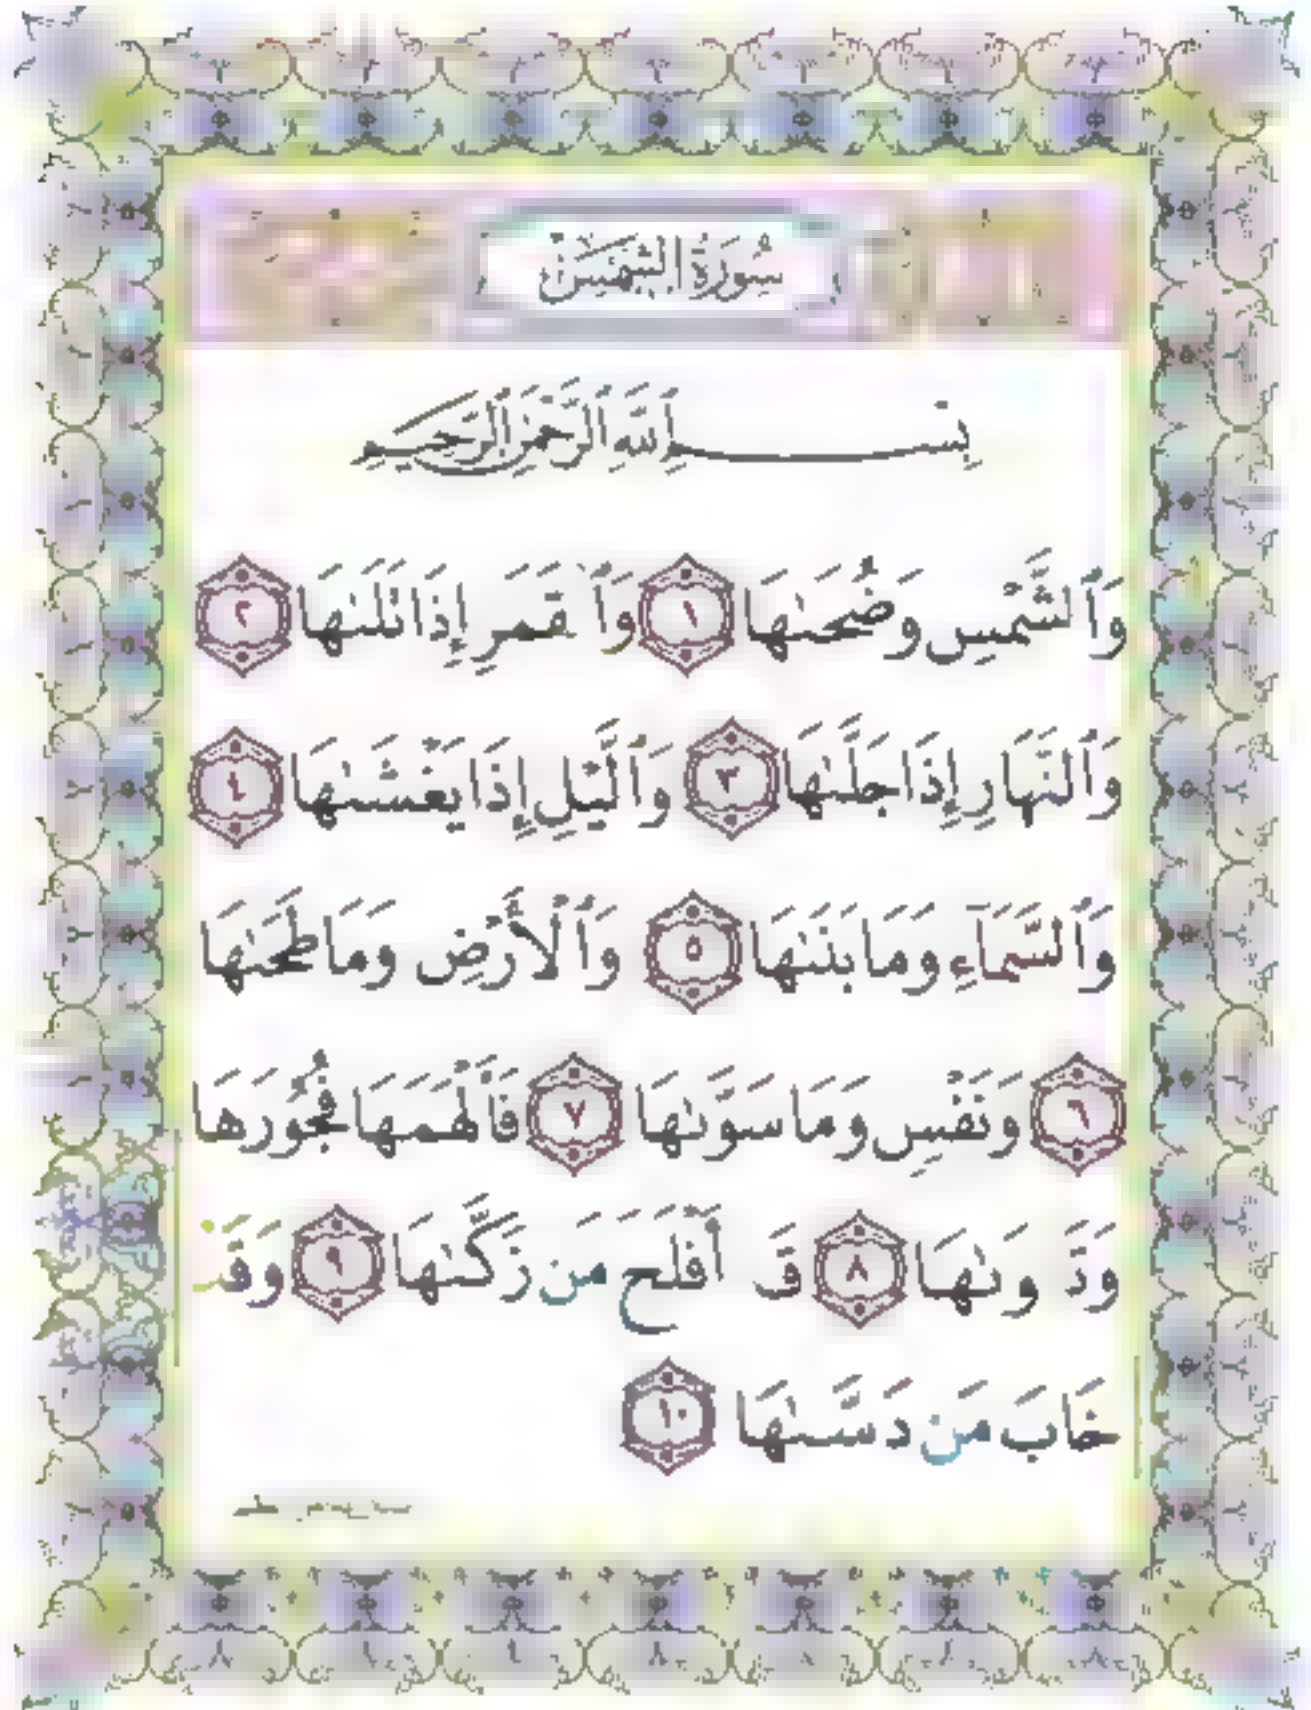 سُورَةُ الشَّمْسِ
بِسْمِ ٱللَّهِ ٱلرَّحْمَٰنِ ٱلرَّحِيمِ
وَٱلشَّمْسِ وَضُحَىٰهَا ١ وَٱ قَمَرِ إِذَا تَلَىٰهَا ٢
وَٱلنَّهَارِ إِذَا جَلَّىٰهَا ٣ وَٱلَّيْلِ إِذَا يَغْشَىٰهَا ٤
وَٱلسَّمَآءِ وَمَا بَنَىٰهَا ٥ وَٱلْأَرْضِ وَمَا طَحَىٰهَا
٦ وَنَفْسٍ وَمَا سَوَّىٰهَا ٧ فَأَلْهَمَهَا فُجُورَهَا
٨ قَ أَفْلَحَ مَن زَكَّىٰهَا ٩ وَقَدْ
خَابَ مَن دَسَّىٰهَا ١٠